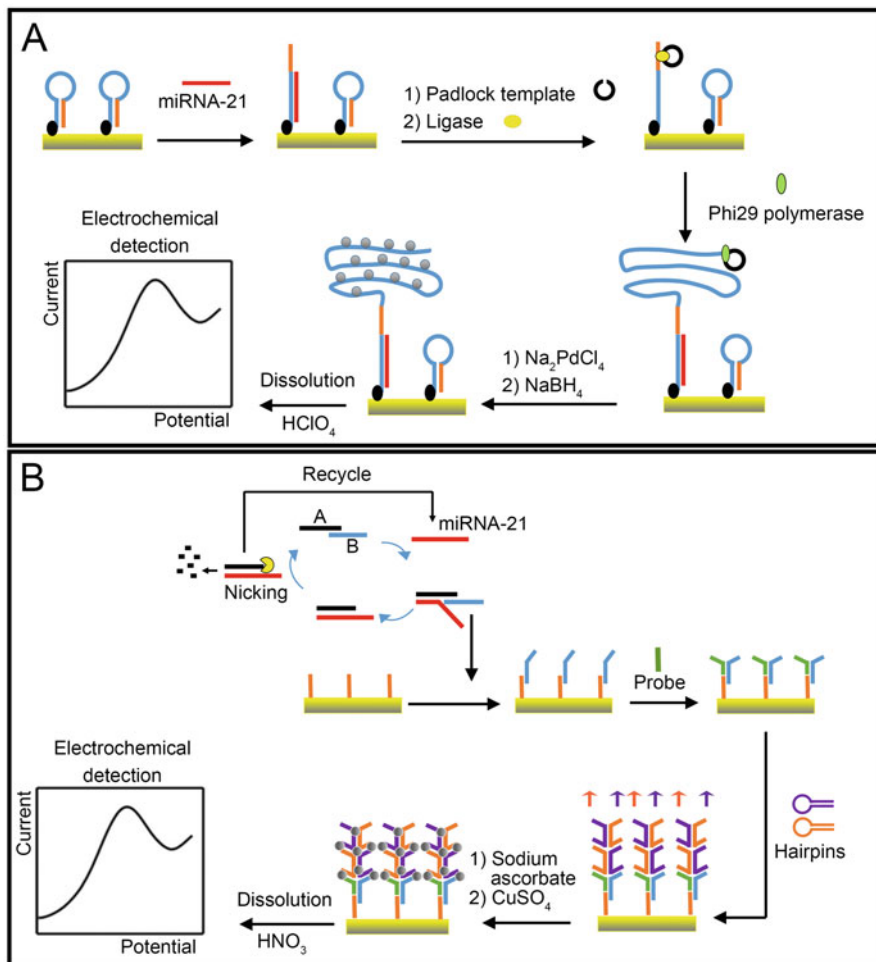 A
miRNA-21
1) Padlock template
2) Ligase
Phi29 polymerase
Electrochemical
detection
Current
Potential
Dissolution
HClO₄
1) Na₂PdCl₄
2) NaBH₄
B
Recycle
A
B
miRNA-21
Nicking
Probe
Hairpins
Electrochemical
detection
Current
Potential
Dissolution
HNO₃
1) Sodium
ascorbate
2) CuSO₄